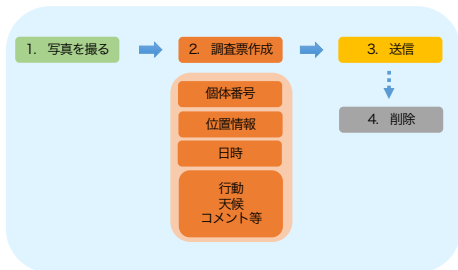 1. 写真を撮る
2. 調査票作成
3. 送信
個体番号
位置情報
日時
行動
天候
コメント等
4. 削除